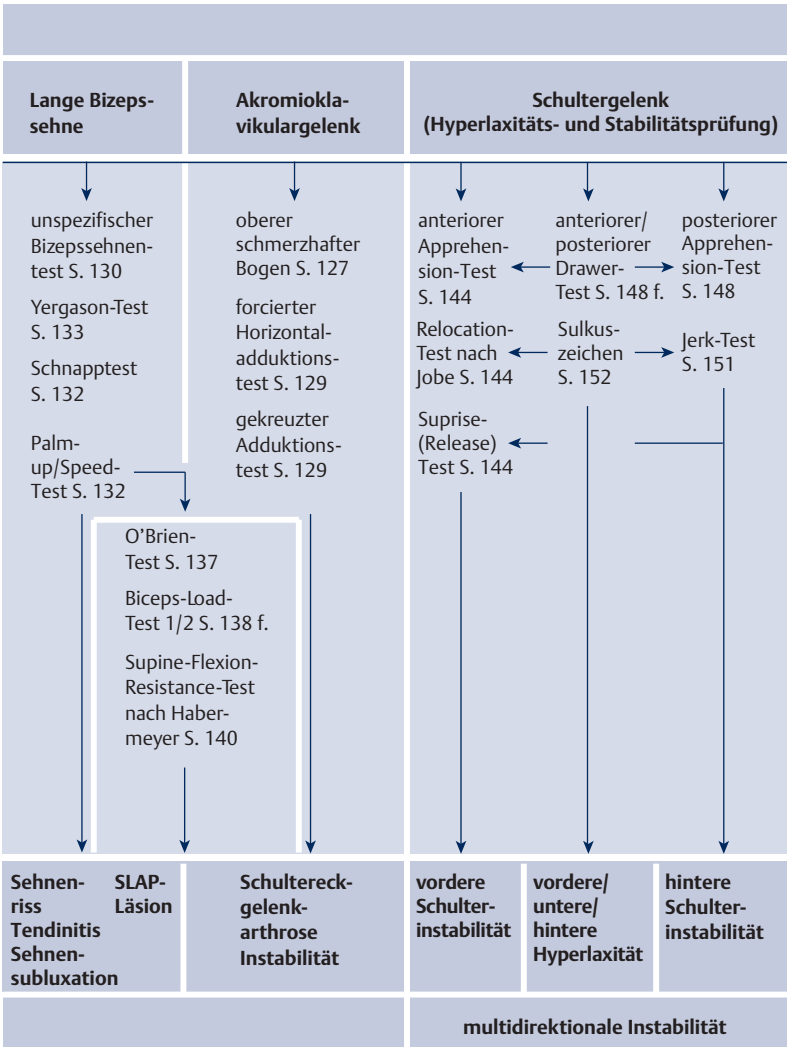 Lange Bizeps-
sehne
Akromiokla-
vikulargelenk
Schultergelenk
(Hyperlaxitäts- und Stabilitätsprüfung)
unspezifischer
Bizepssehnen-
test S. 130
Yergason-Test
S. 133
Schnapptest
S. 132
Palm-
up/Speed-
Test S. 132
oberer
schmerzhafter
Bogen S. 127
forcierter
Horizontal-
adduktions-
test S. 129
gekreuzter
Adduktions-
test S. 129
O’Brien-
Test S. 137
Biceps-Load-
Test 1/2 S. 138 f.
Supine-Flexion-
Resistance-Test
nach Haber-
meyer S. 140
anteriorer
Apprehen-
sion-Test
S. 144
Relocation-
Test nach
Jobe S. 144
Suprise-
(Release)
Test S. 144
anteriorer/
posteriorer
Drawer-
Test S. 148 f.
Sulkus-
zeichen
S. 152
posteriorer
Apprehen-
sion-Test
S. 148
Jerk-Test
S. 151
Sehnen-
riss
Tendinitis
Sehnen-
subluxation
SLAP-
Läsion
Schultereck-
gelenk-
arthrose
Instabilität
vordere
Schulter-
instabilität
vordere/
untere/
hintere
Hyperlaxität
hintere
Schulter-
instabilität
multidirektionale Instabilität